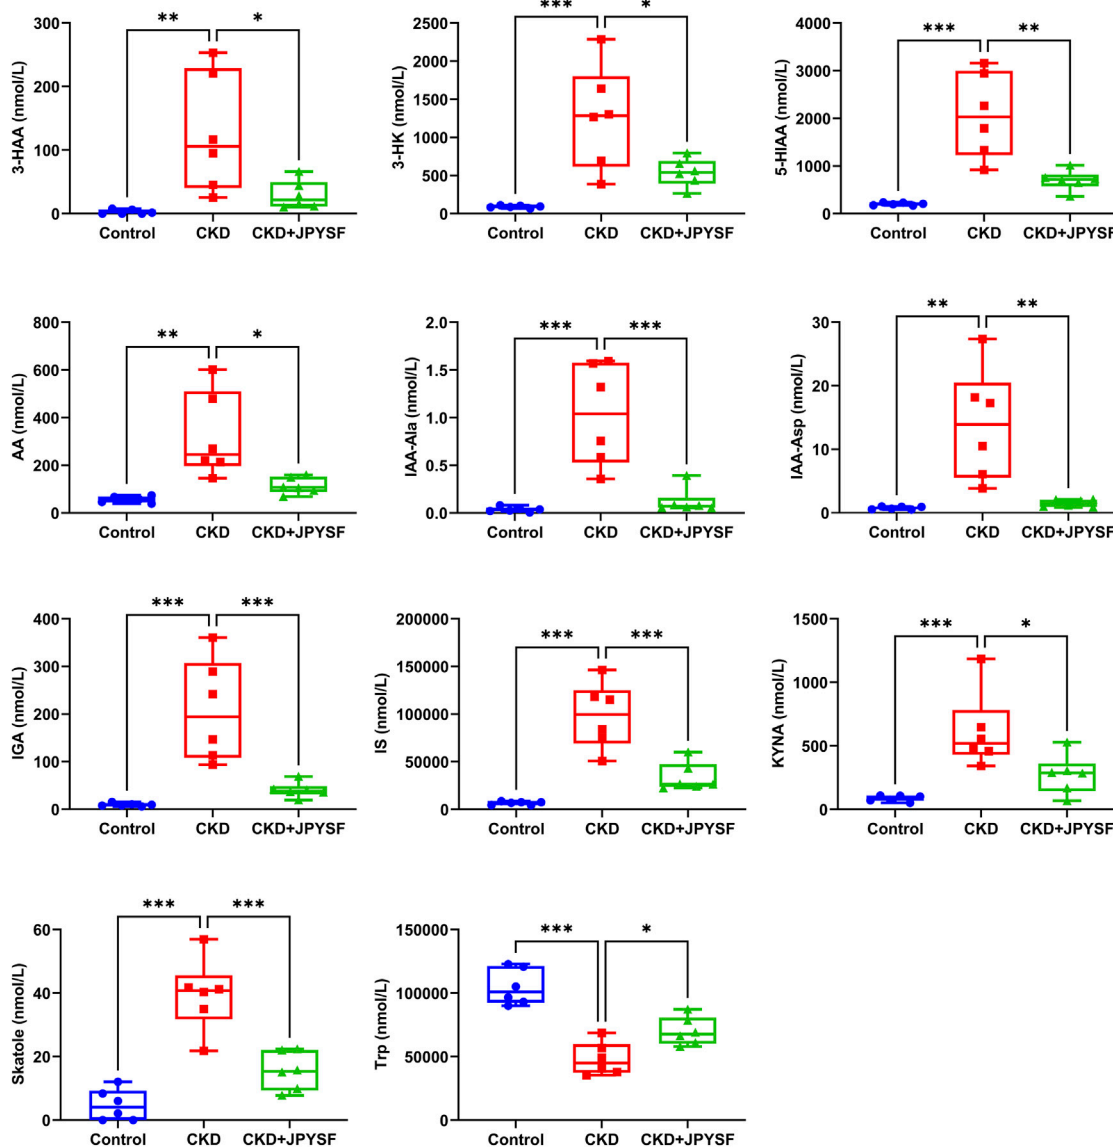 3-HAA (nmol/L)
300
200
100
0
** *
Control CKD CKD+JPYSF
3-HK (nmol/L)
2500
2000
1500
1000
500
0
*** *
Control CKD CKD+JPYSF
5-HIAA (nmol/L)
4000
3000
2000
1000
0
*** **
Control CKD CKD+JPYSF
AA (nmol/L)
800
600
400
200
0
** *
Control CKD CKD+JPYSF
IAA-Ala (nmol/L)
2.0
1.5
1.0
0.5
0.0
*** ***
Control CKD CKD+JPYSF
IAA-Asp (nmol/L)
30
20
10
0
** **
Control CKD CKD+JPYSF
IGA (nmol/L)
400
300
200
100
0
*** ***
Control CKD CKD+JPYSF
IS (nmol/L)
200000
150000
100000
50000
0
*** ***
Control CKD CKD+JPYSF
KYNA (nmol/L)
1500
1000
500
0
*** *
Control CKD CKD+JPYSF
Skatole (nmol/L)
60
40
20
0
*** ***
Control CKD CKD+JPYSF
Trp (nmol/L)
150000
100000
50000
0
*** *
Control CKD CKD+JPYSF